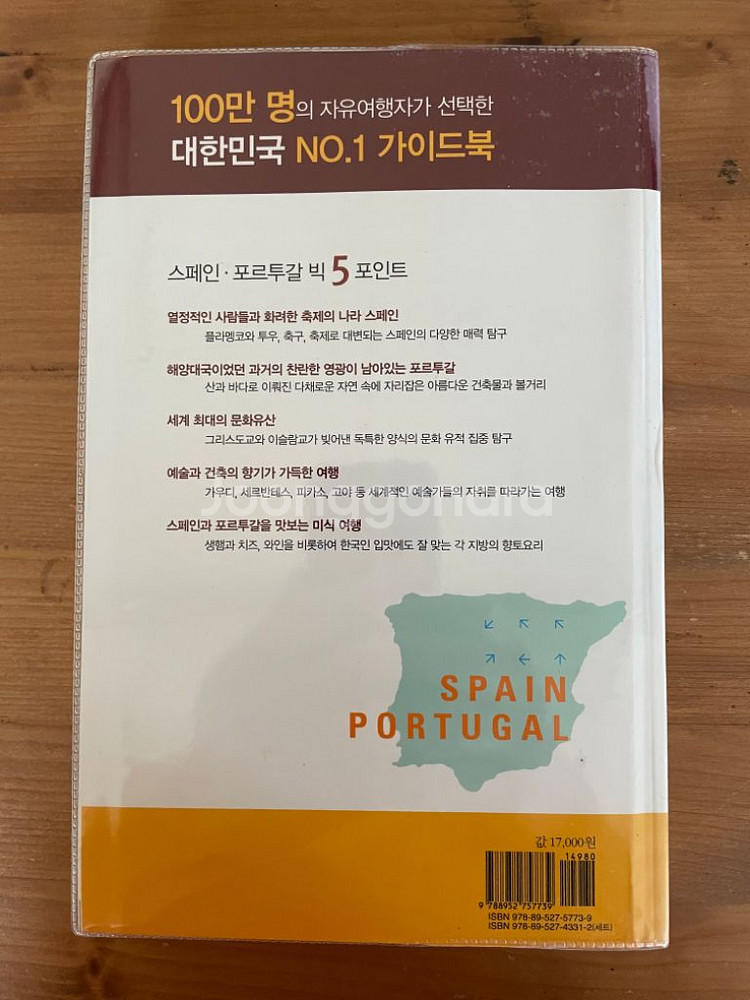 100만 명의 자유여행자가 선택한
대한민국 NO.1 가이드북
스페인 · 포르투갈 빅 5 포인트
열정적인 사람들과 화려한 축제의 나라 스페인
플라멩코와 투우, 축구, 축제로 대변되는 스페인의 다양한 매력 탐구
해양대국이었던 과거의 찬란한 영광이 남아있는 포르투갈
산과 바다로 이뤄진 다채로운 자연 속에 자리잡은 아름다운 건축물과 볼거리
세계 최대의 문화유산
그리스도교와 이슬람교가 빚어낸 독특한 양식의 문화 유적 집중 탐구
예술과 건축의 향기가 가득한 여행
가우디, 세르반테스, 피카소, 고야 등 세계적인 예술가들의 자취를 따라가는 여행
Joonggonara
스페인과 포르투갈을 맛보는 미식 여행
생햄과 치즈, 와인을 비롯하여 한국인 입맛에도 잘 맞는 각 지방의 향토요리
SPAIN
PORTUGAL
값 17,000원
14980
9 788952 757739
ISBN 978-89-527-5773-9
ISBN 978-89-527-4331-2(세트)